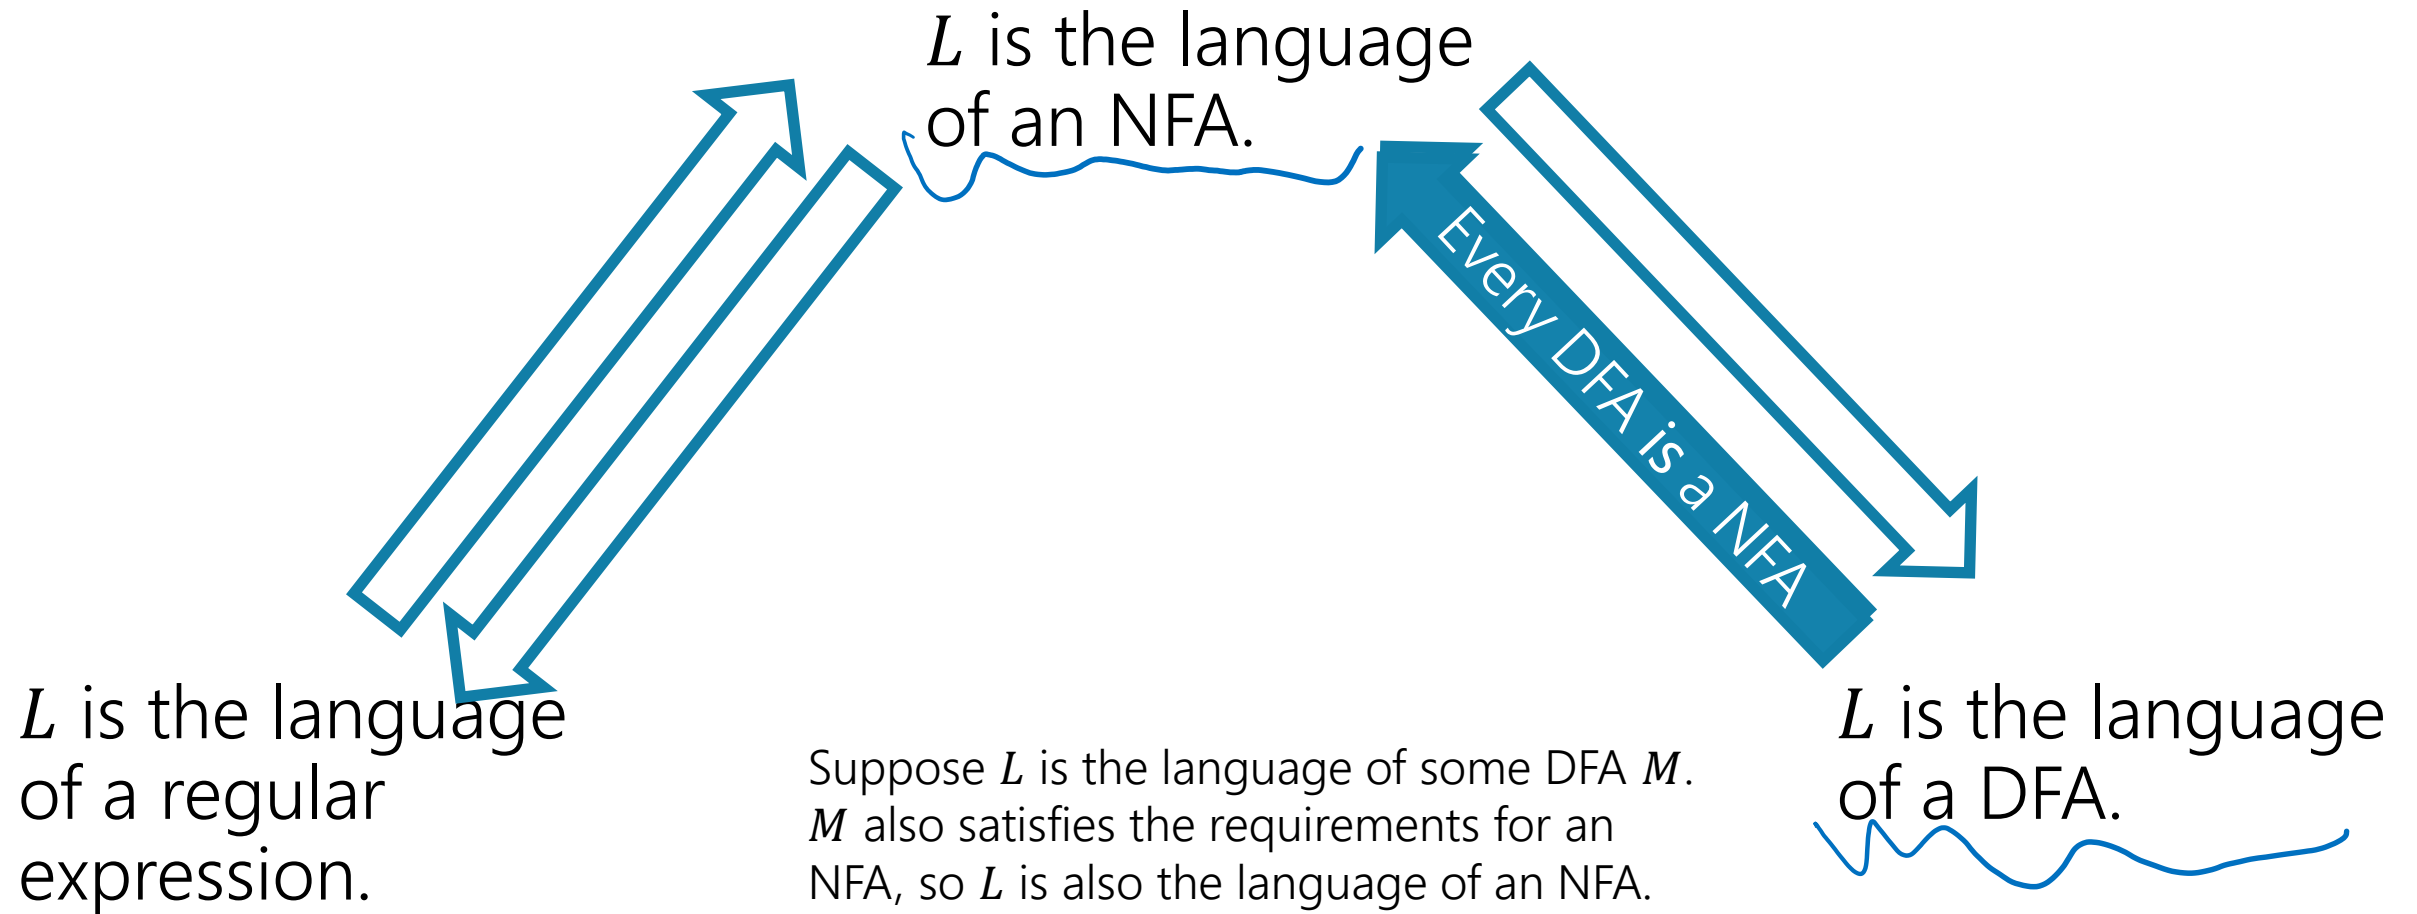 L is the language
of an NFA.
Every DFA is a NFA
L is the language
of a regular
expression.
Suppose L is the language of some DFA M.
M also satisfies the requirements for an
NFA, so L is also the language of an NFA.
L is the language
of a DFA.